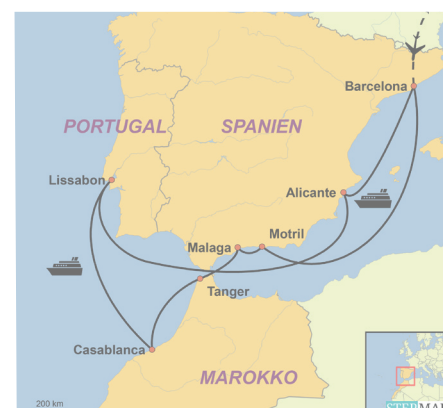 Barcelona
PORTUGAL
SPANIEN
Lissabon
Alicante
Motril
Malaga
Tanger
Casablanca
MAROKKO
200 km